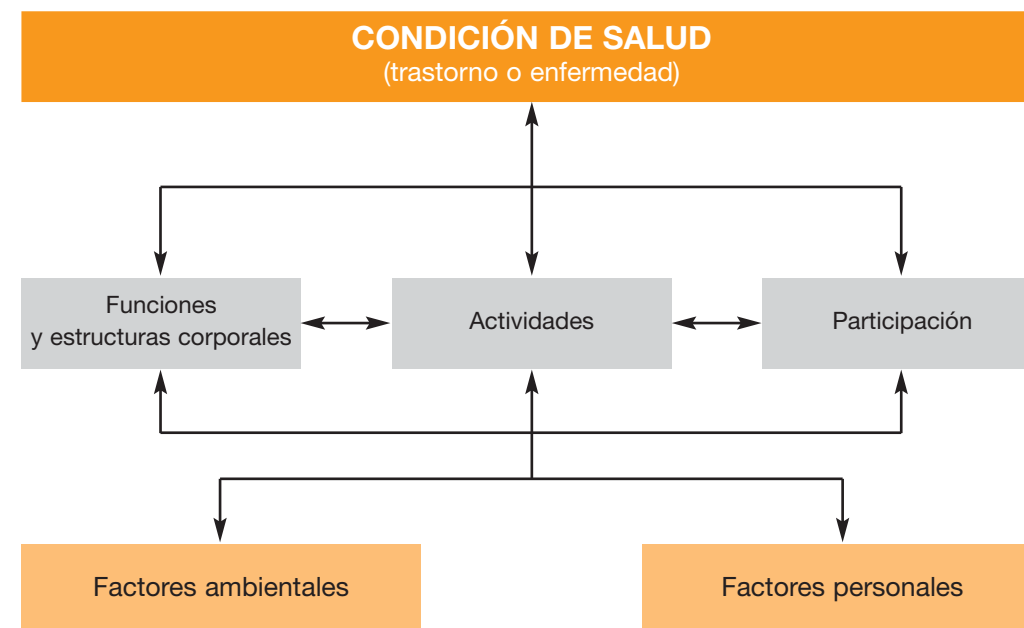 CONDICIÓN DE SALUD
(trastorno o enfermedad)
Funciones
y estructuras corporales
Actividades
Participación
Factores ambientales
Factores personales